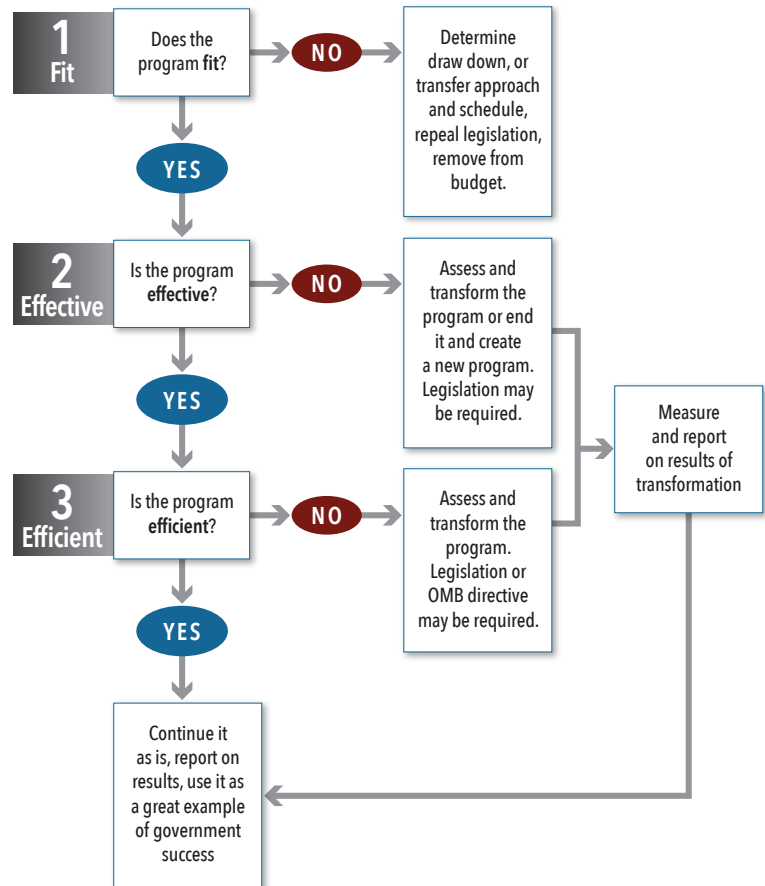 1
Fit
Does the
program fit?
NO
Determine
draw down, or
transfer approach
and schedule,
repeal legislation,
remove from
budget.
YES
2
Effective
Is the program
effective?
NO
Assess and
transform the
program or end
it and create
a new program.
Legislation may
be required.
YES
Measure
and report
on results of
transformation
3
Efficient
Is the program
efficient?
NO
Assess and
transform the
program.
Legislation or
OMB directive
may be required.
YES
Continue it
as is, report on
results, use it as
a great example
of government
success